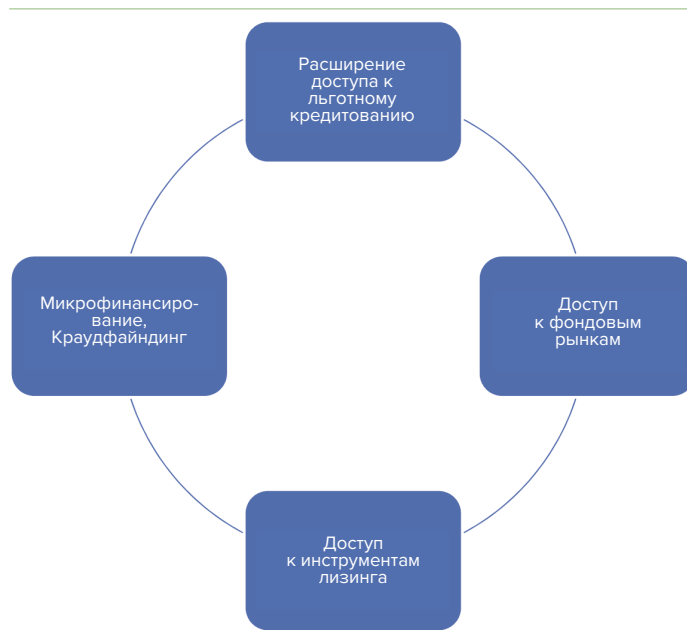 Расширение
доступа к
льготному
кредитованию
Микрофинансиро-
вание,
Краудфайндинг
Доступ
к фондовым
рынкам
Доступ
к инструментам
лизинга